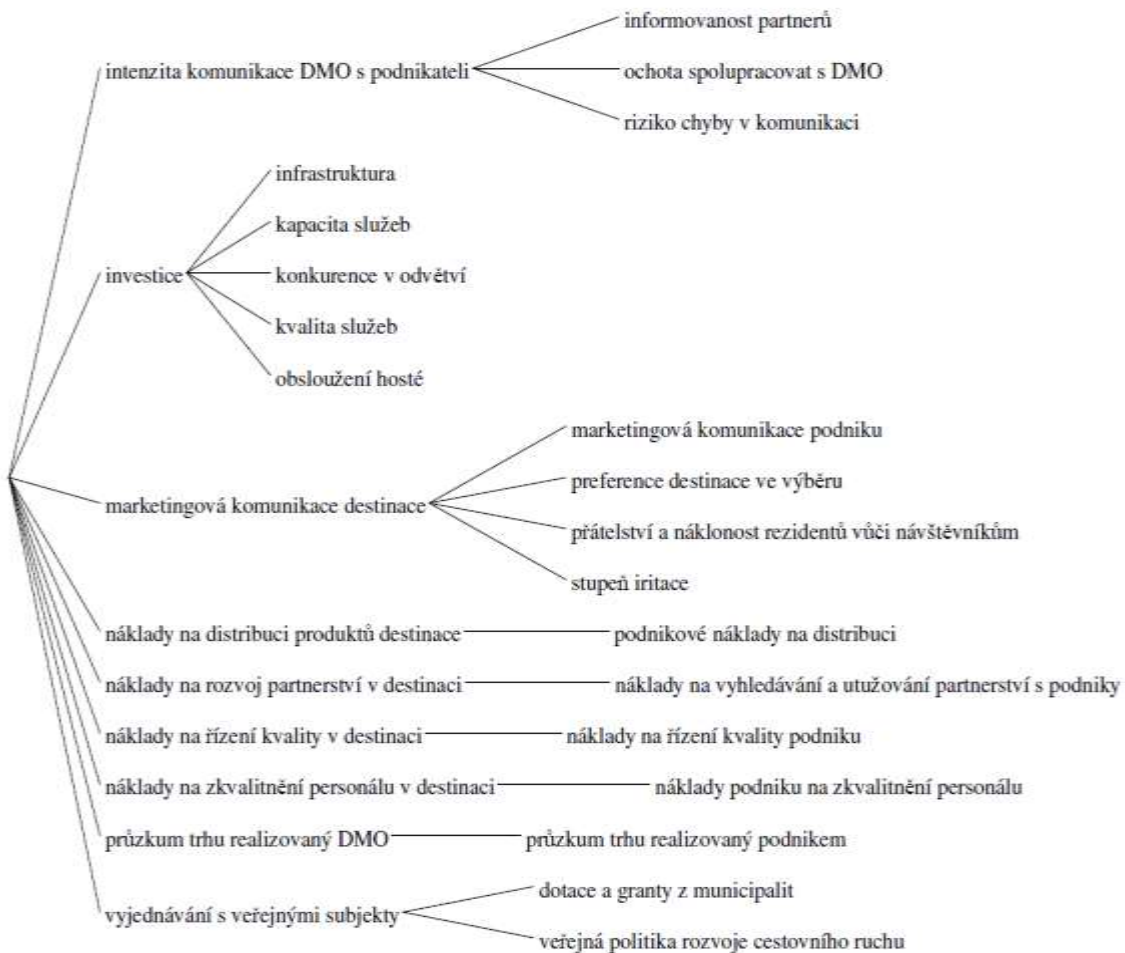 informovanost partnerů
intenzita komunikace DMO s podnikateli
ochota spolupracovat s DMO
riziko chyby v komunikaci
infrastruktura
kapacita služeb
investice
konkurence v odvětví
kvalita služeb
obsloužení hosté
marketingová komunikace podniku
preference destinace ve výběru
marketingová komunikace destinace
přátelství a náklonost rezidentů vůči návštěvníkům
stupeň iritace
náklady na distribuci produktů destinace
podnikové náklady na distribuci
náklady na rozvoj partnerství v destinaci
náklady na vyhledávání a utužování partnerství s podniky
náklady na řízení kvality v destinaci
náklady na řízení kvality podniku
náklady na zkvalitnění personálu v destinaci
náklady podniku na zkvalitnění personálu
průzkum trhu realizovaný DMO
průzkum trhu realizovaný podnikem
dotace a granty z municipalit
vyjednávání s veřejnými subjekty
veřejná politika rozvoje cestovního ruchu